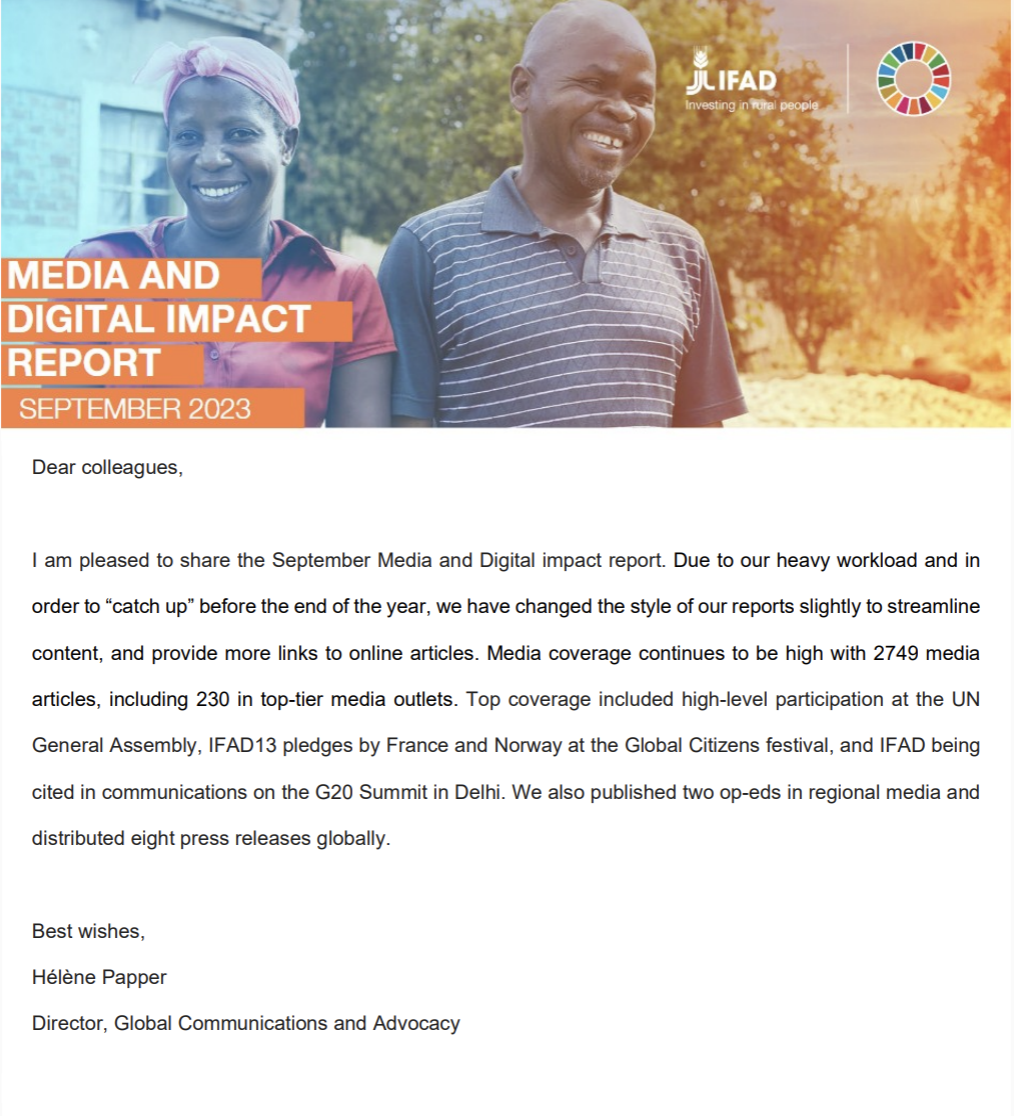 IFAD
Investing in rural people
MEDIA AND
DIGITAL IMPACT
REPORT
SEPTEMBER 2023
Dear colleagues,
I am pleased to share the September Media and Digital impact report. Due to our heavy workload and in
order to “catch up” before the end of the year, we have changed the style of our reports slightly to streamline
content, and provide more links to online articles. Media coverage continues to be high with 2749 media
articles, including 230 in top-tier media outlets. Top coverage included high-level participation at the UN
General Assembly, IFAD13 pledges by France and Norway at the Global Citizens festival, and IFAD being
cited in communications on the G20 Summit in Delhi. We also published two op-eds in regional media and
distributed eight press releases globally.
Best wishes,
Hélène Papper
Director, Global Communications and Advocacy